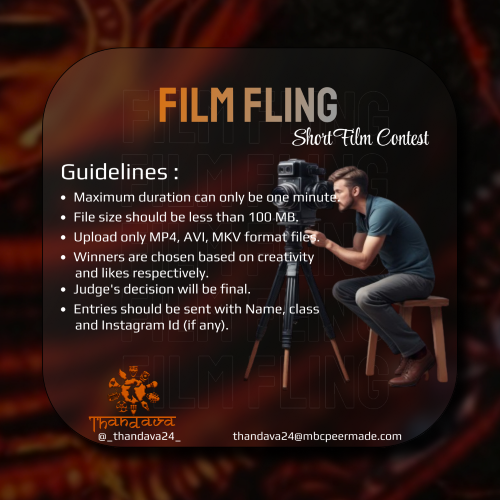 FILM FLING
Short Film Contest
Guidelines :
• Maximum duration can only be one minute.
• File size should be less than 100 MB.
• Upload only MP4, AVI, MKV format files.
• Winners are chosen based on creativity
and likes respectively.
• Judge's decision will be final.
• Entries should be sent with Name, class
and Instagram Id (if any).
Thandava
@_thandava24_
thandava24@mbcpeermade.com